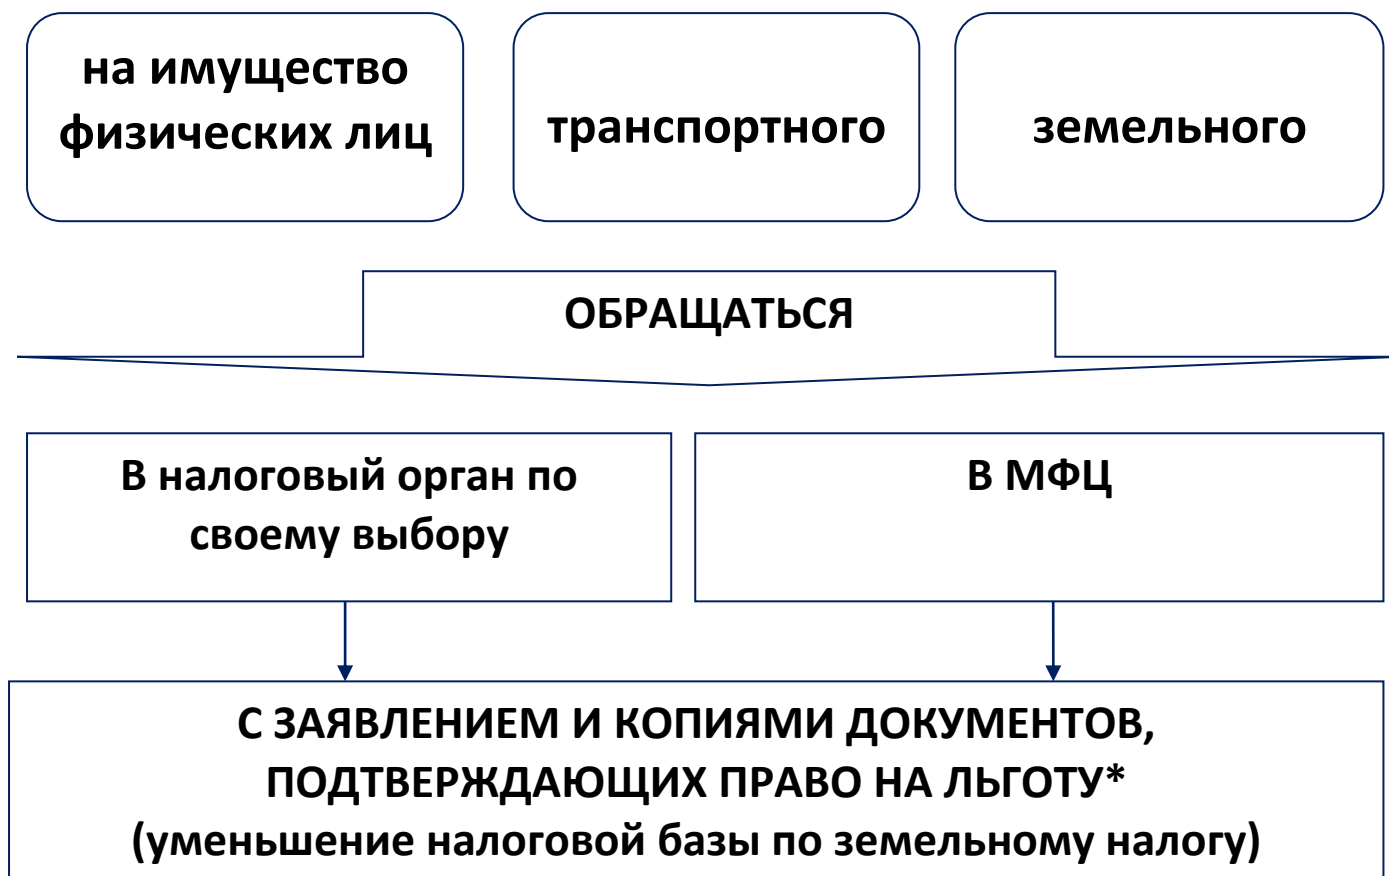 на имущество
физических лиц
транспортного
земельного
ОБРАЩАТЬСЯ
В налоговый орган по
своему выбору
В МФЦ
С ЗАЯВЛЕНИЕМ И КОПИЯМИ ДОКУМЕНТОВ,
ПОДТВЕРЖДАЮЩИХ ПРАВО НА ЛЬГОТУ*
(уменьшение налоговой базы по земельному налогу)